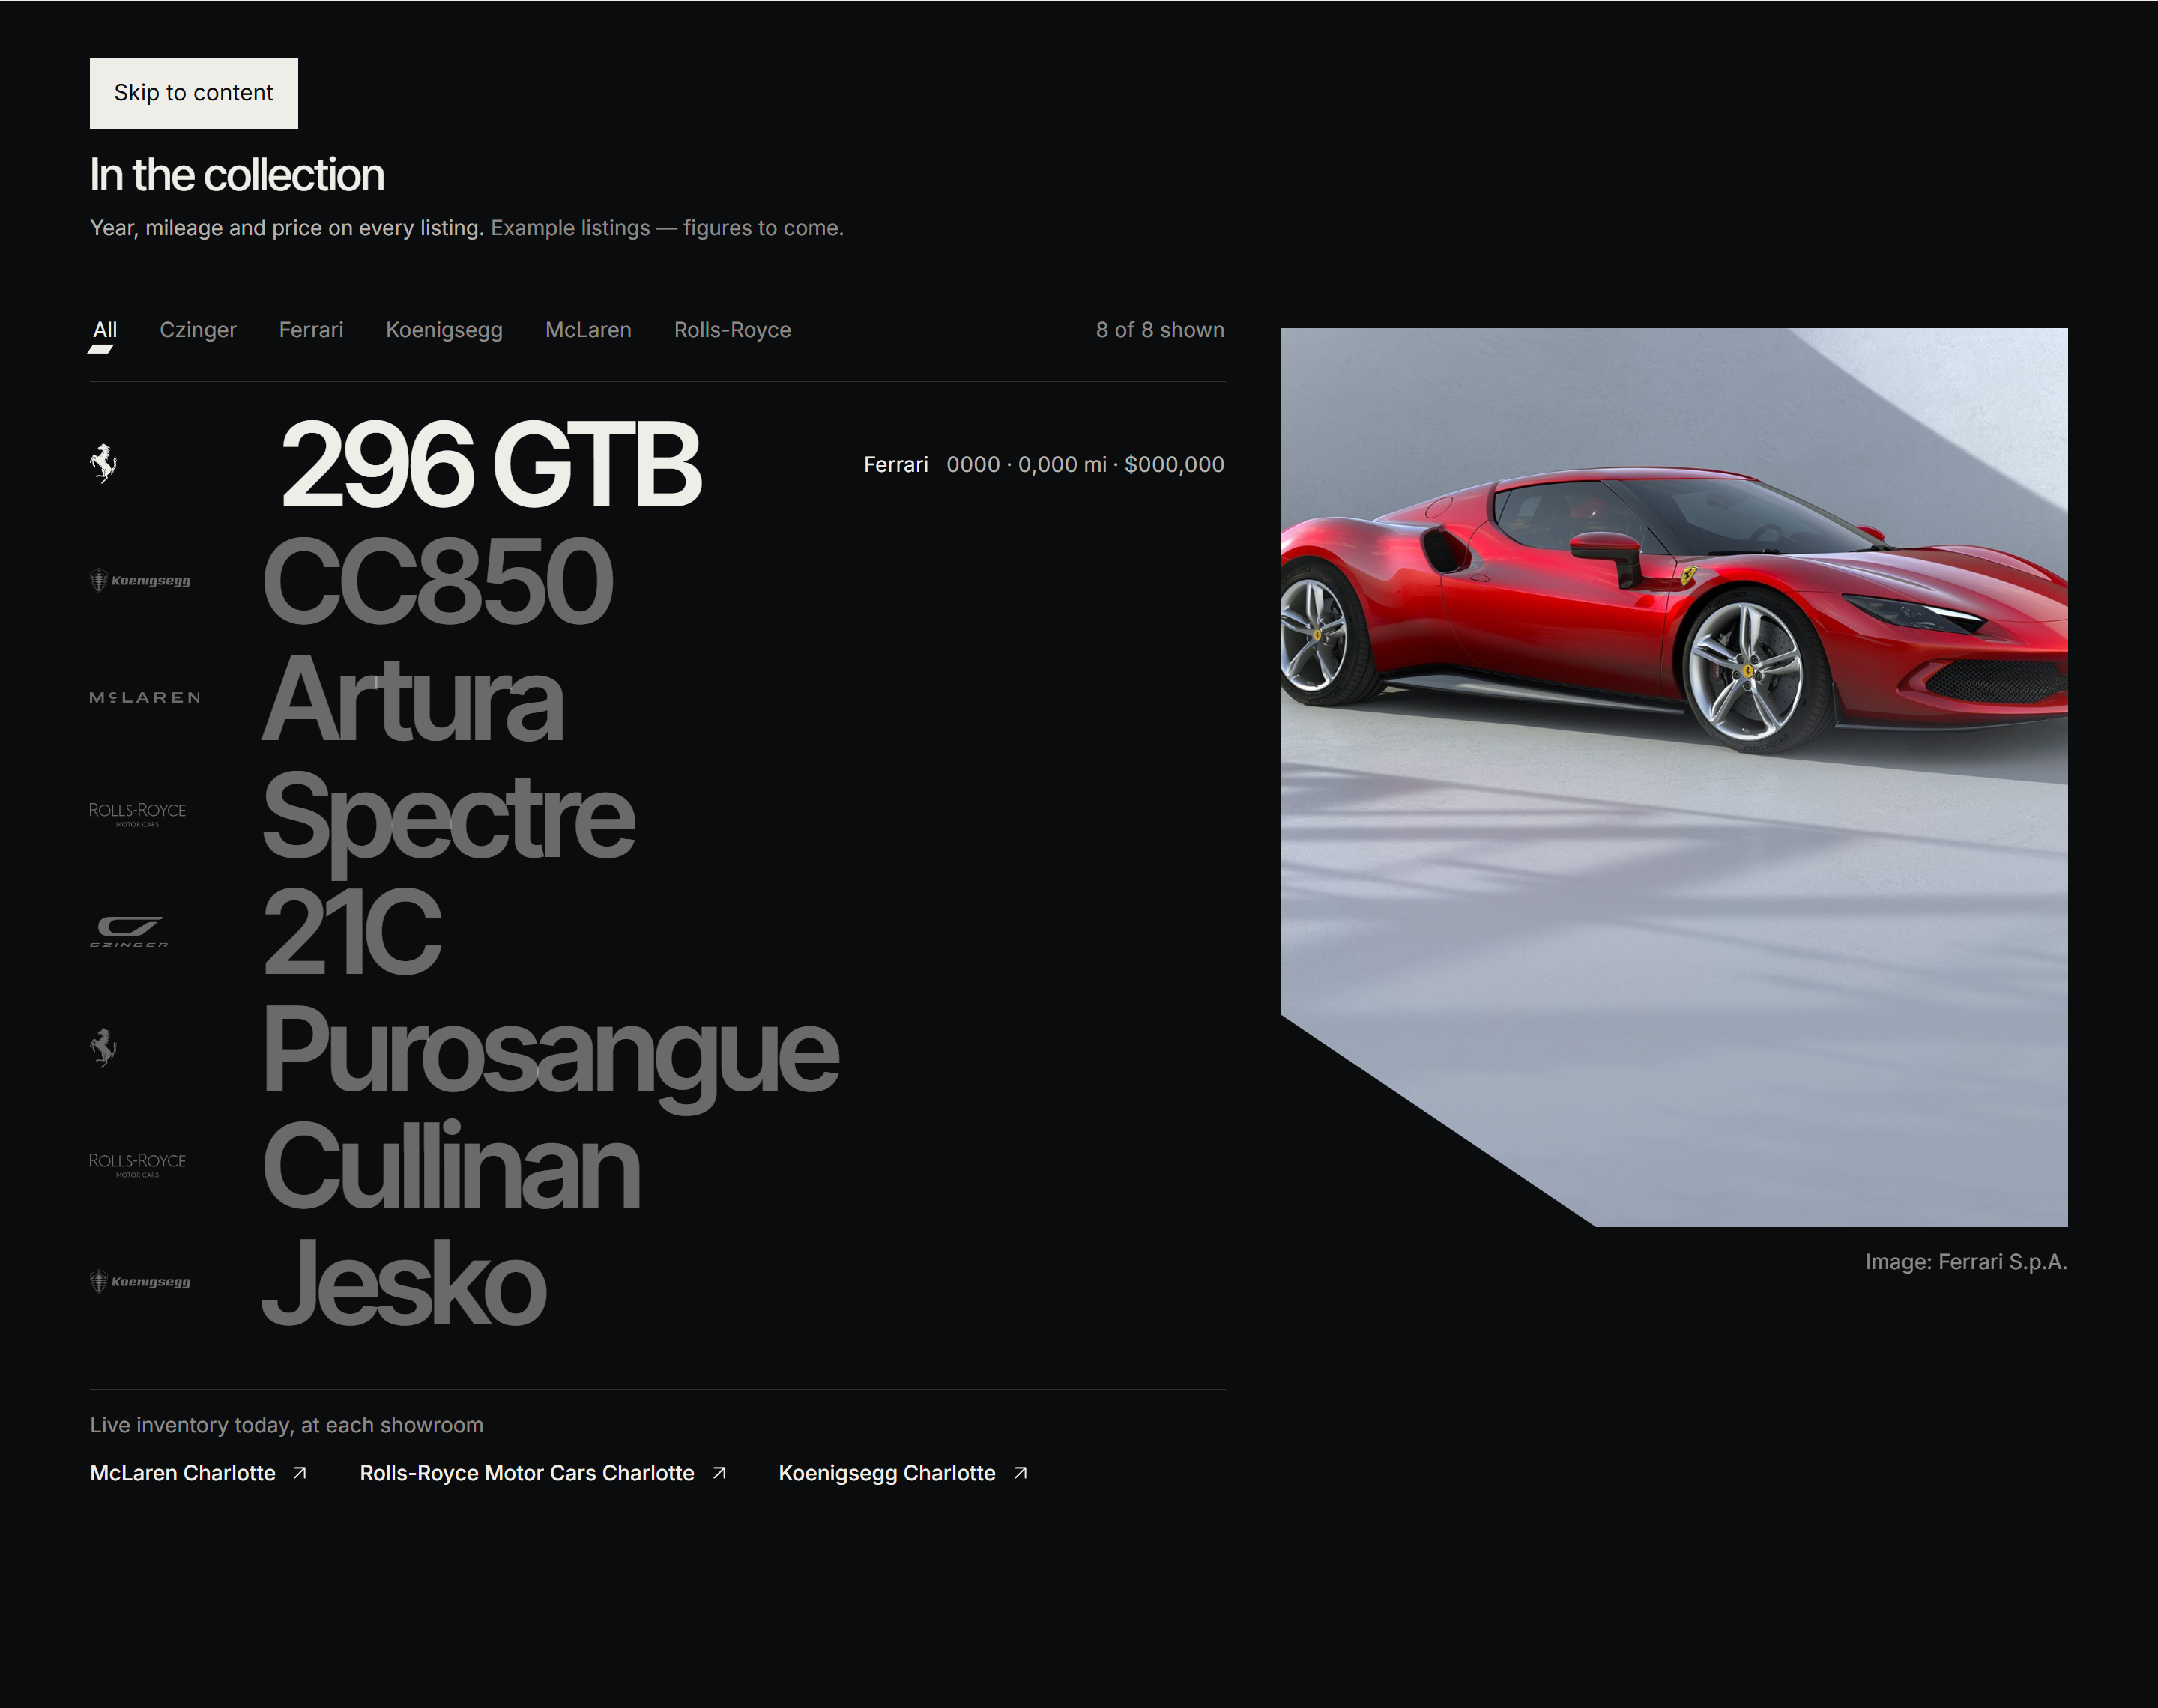 Skip to content
In the collection
Year, mileage and price on every listing. Example listings — figures to come.
All Czinger Ferrari Koenigsegg McLaren Rolls-Royce 8 of 8 shown
296 GTB Ferrari 0000 · 0,000 mi · $000,000
Koenigsegg CC850
McLAREN Artura
ROLLS-ROYCE
MOTOR CARS
Spectre
CZINGER
21C
Purosangue
ROLLS-ROYCE
MOTOR CARS
Cullinan
Koenigsegg Jesko
Image: Ferrari S.p.A.
Live inventory today, at each showroom
McLaren Charlotte Rolls-Royce Motor Cars Charlotte Koenigsegg Charlotte